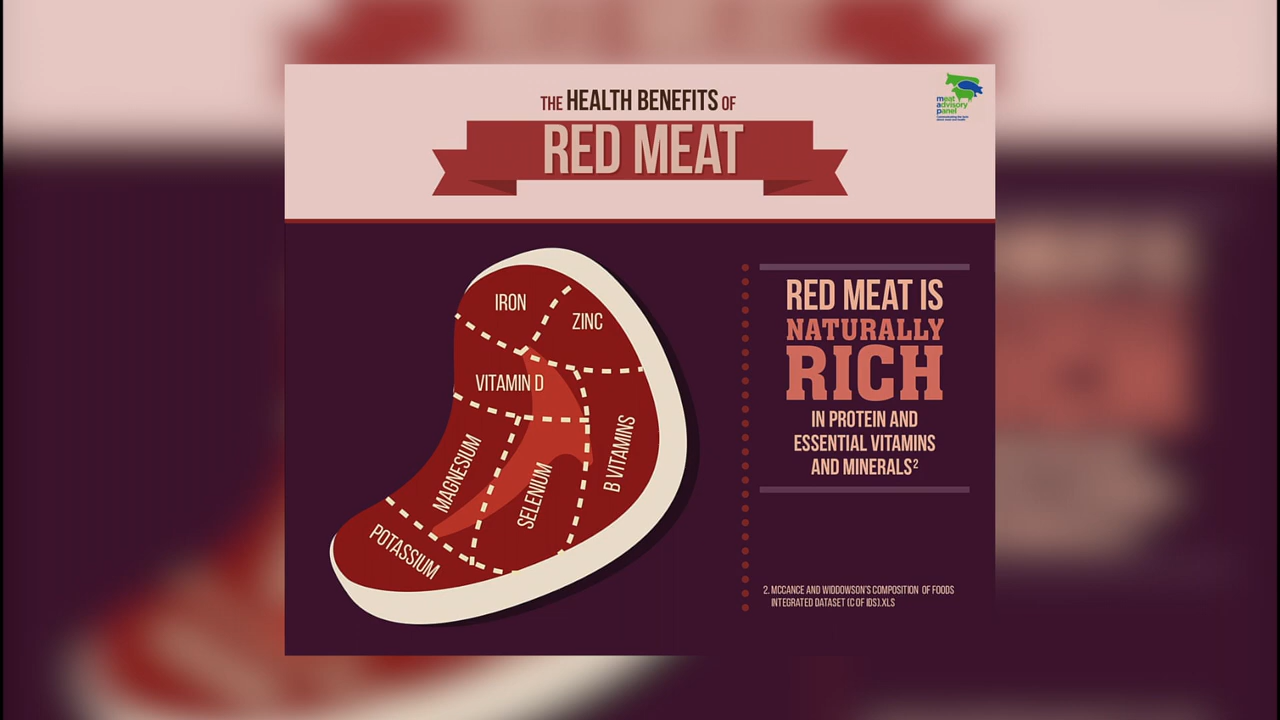 THE HEALTH BENEFITS OF
RED MEAT
meat
advisory
panel
IRON
ZINC
VITAMIN D
MAGNESIUM
SELENIUM
B VITAMINS
POTASSIUM
RED MEAT IS
NATURALLY
RICH
IN PROTEIN AND
ESSENTIAL VITAMINS
AND MINERALS²
2. MCCANCE AND WIDDOWSON'S COMPOSITION OF FOODS
INTEGRATED DATASET (C OF IDS).XLS